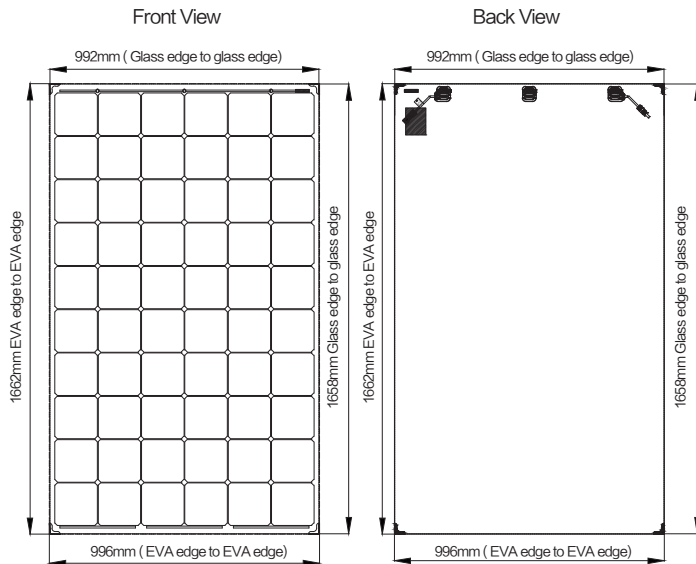 Front View
Back View
992mm ( Glass edge to glass edge)
992mm ( Glass edge to glass edge)
1662mm EVA edge to EVA edge
1658mm Glass edge to glass edge
1662mm EVA edge to EVA edge
1658mm Glass edge to glass edge
996mm ( EVA edge to EVA edge)
996mm ( EVA edge to EVA edge)